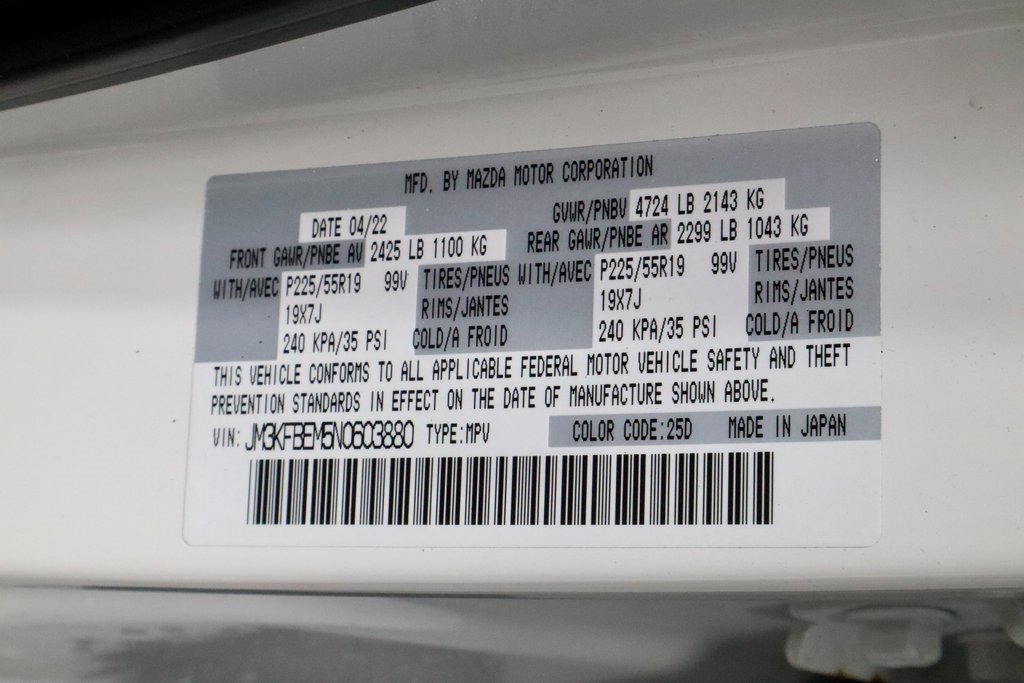 MFD. BY MAZDA MOTOR CORPORATION
DATE 04/22 GVWR/PNBV 4724 LB 2143 KG
FRONT GAWR/PNBE AV 2425 LB 1100 KG REAR GAWR/PNBE AR 2299 LB 1043 KG
WITH/AVEC P225/55R19 99V TIRES/PNEUS WITH/AVEC P225/55R19 99V TIRES/PNEUS
19X7J RIMS/JANTES 19X7J RIMS/JANTES
240 KPA/35 PSI COLD/A FROID 240 KPA/35 PSI COLD/A FROID
THIS VEHICLE CONFORMS TO ALL APPLICABLE FEDERAL MOTOR VEHICLE SAFETY AND THEFT
PREVENTION STANDARDS IN EFFECT ON THE DATE OF MANUFACTURE SHOWN ABOVE.
VIN: JM3KFBEM5N0603880 TYPE:MPV COLOR CODE:25D MADE IN JAPAN